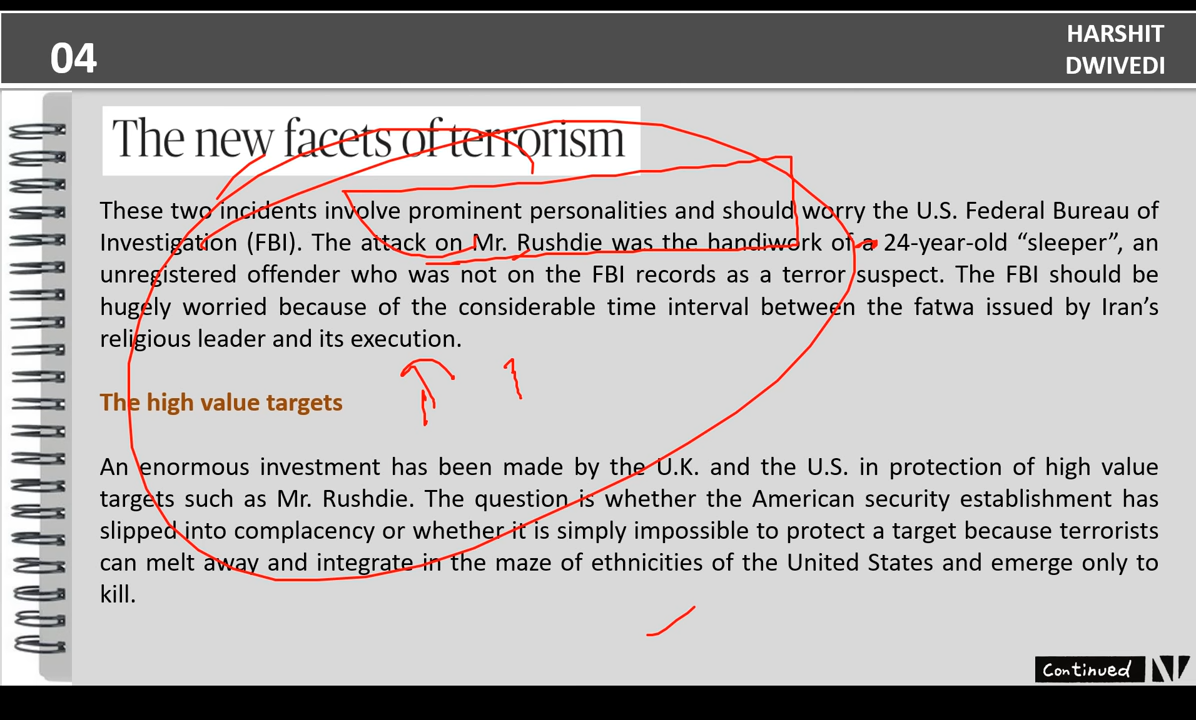 04
HARSHIT
DWIVEDI
The new facets of terrorism
These two incidents involve prominent personalities and should worry the U.S. Federal Bureau of
Investigation (FBI). The attack on Mr. Rushdie was the handiwork of a 24-year-old “sleeper”, an
unregistered offender who was not on the FBI records as a terror suspect. The FBI should be
hugely worried because of the considerable time interval between the fatwa issued by Iran’s
religious leader and its execution.
The high value targets
An enormous investment has been made by the U.K. and the U.S. in protection of high value
targets such as Mr. Rushdie. The question is whether the American security establishment has
slipped into complacency or whether it is simply impossible to protect a target because terrorists
can melt away and integrate in the maze of ethnicities of the United States and emerge only to
kill.
Continued